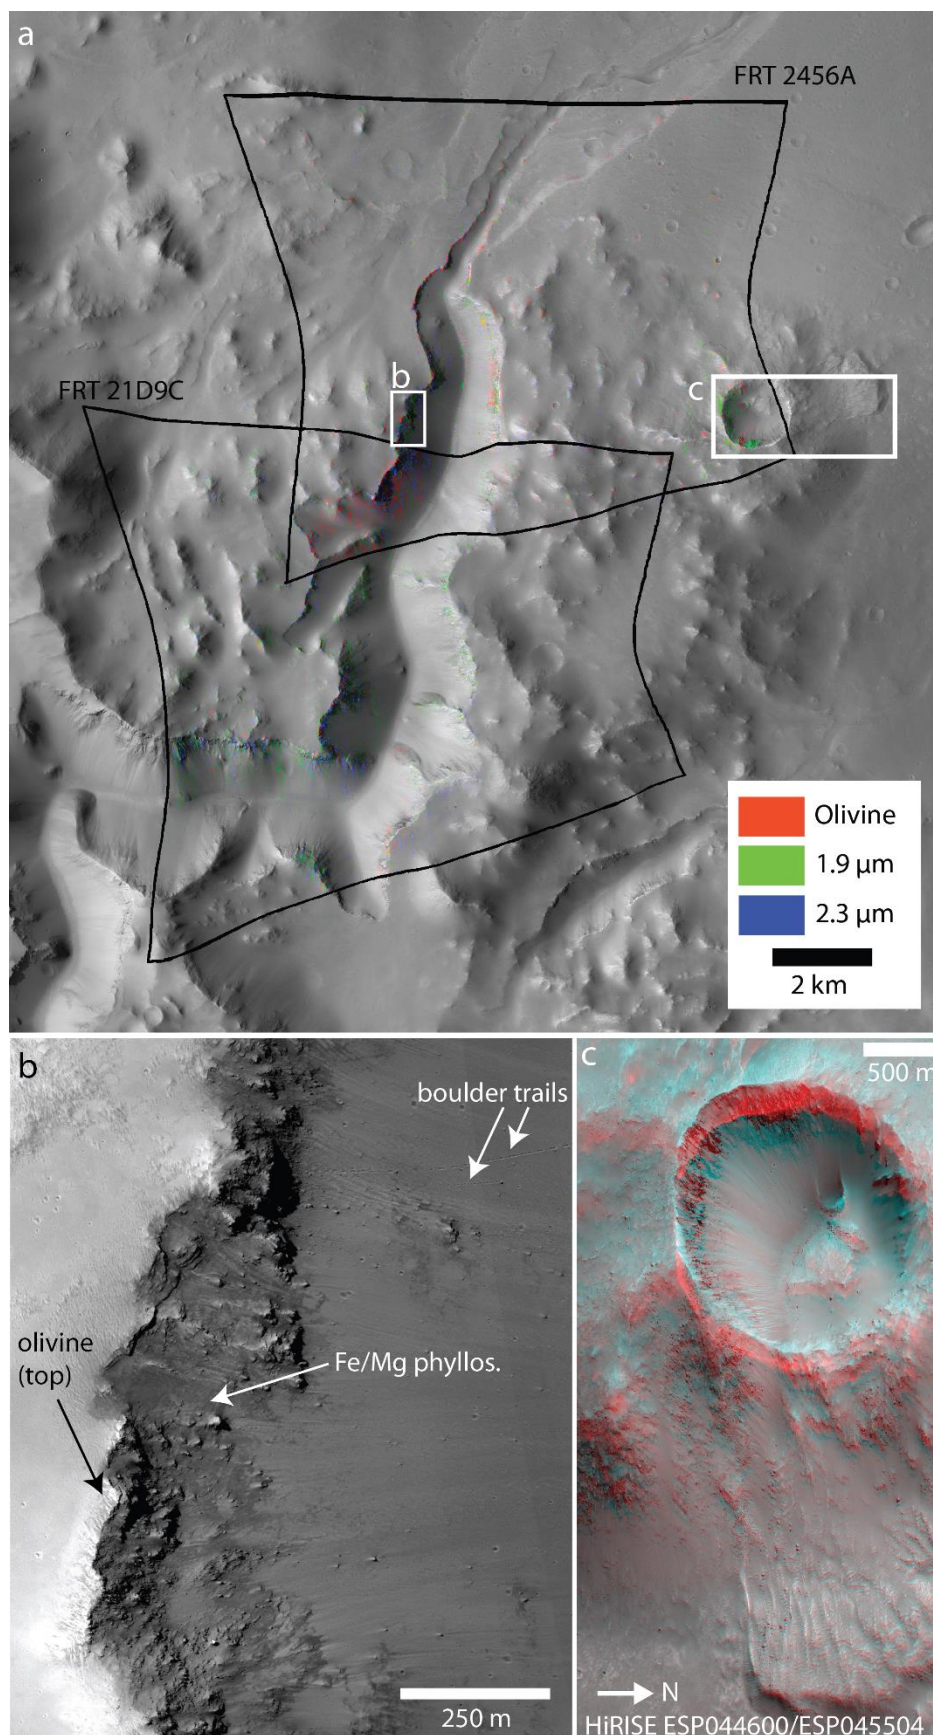 a
FRT 2456A
FRT 21D9C
b
c
Olivine
1.9 µm
2.3 µm
2 km
b
boulder trails
olivine
(top)
Fe/Mg phyllos.
250 m
c
500 m
N
HiRISE ESP044600/ESP045504